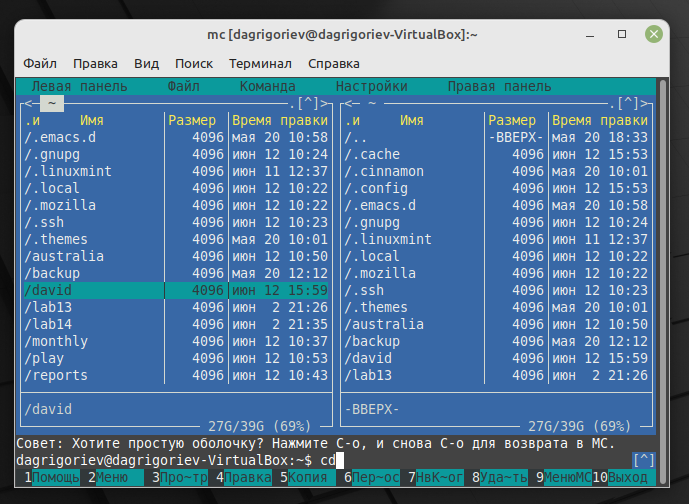 mc [dagrigoriev@dagrigoriev-VirtualBox]:~
Файл Правка Вид Поиск Терминал Справка
Левая панель Файл Команда Настройки Правая панель
<─ ~ ─.[^]> <─ ~ ─.[^]>
.и Имя Размер Время правки .и Имя Размер Время правки
/.emacs.d 4096 мая 20 10:58 /.. -ВВЕРХ- мая 20 18:33
/.gnupg 4096 июн 12 10:24 /.cache 4096 июн 12 15:53
/.linuxmint 4096 июн 11 12:37 /.cinnamon 4096 мая 20 10:01
/.local 4096 июн 12 10:22 /.config 4096 июн 12 15:53
/.mozilla 4096 июн 12 10:22 /.emacs.d 4096 мая 20 10:58
/.ssh 4096 июн 12 10:23 /.gnupg 4096 июн 12 10:24
/.themes 4096 мая 20 10:01 /.linuxmint 4096 июн 11 12:37
/australia 4096 июн 12 10:50 /.local 4096 июн 12 10:22
/backup 4096 мая 20 12:12 /.mozilla 4096 июн 12 10:22
/david 4096 июн 12 15:59 /.ssh 4096 июн 12 10:23
/lab13 4096 июн 2 21:26 /.themes 4096 мая 20 10:01
/lab14 4096 июн 2 21:35 /australia 4096 июн 12 10:50
/monthly 4096 июн 12 10:37 /backup 4096 мая 20 12:12
/play 4096 июн 12 10:53 /david 4096 июн 12 15:59
/reports 4096 июн 12 10:43 /lab13 4096 июн 2 21:26
/david -ВВЕРХ-
27G/39G (69%) 27G/39G (69%)
Совет: Хотите простую оболочку? Нажмите C-o, и снова C-o для возврата в MC.
dagrigoriev@dagrigoriev-VirtualBox:~$ cd [^]
1Помощь 2Меню 3Про~тр 4Правка 5Копия 6Пер~ос 7НвК~ог 8Уда~ть 9МенюMC 10Выход